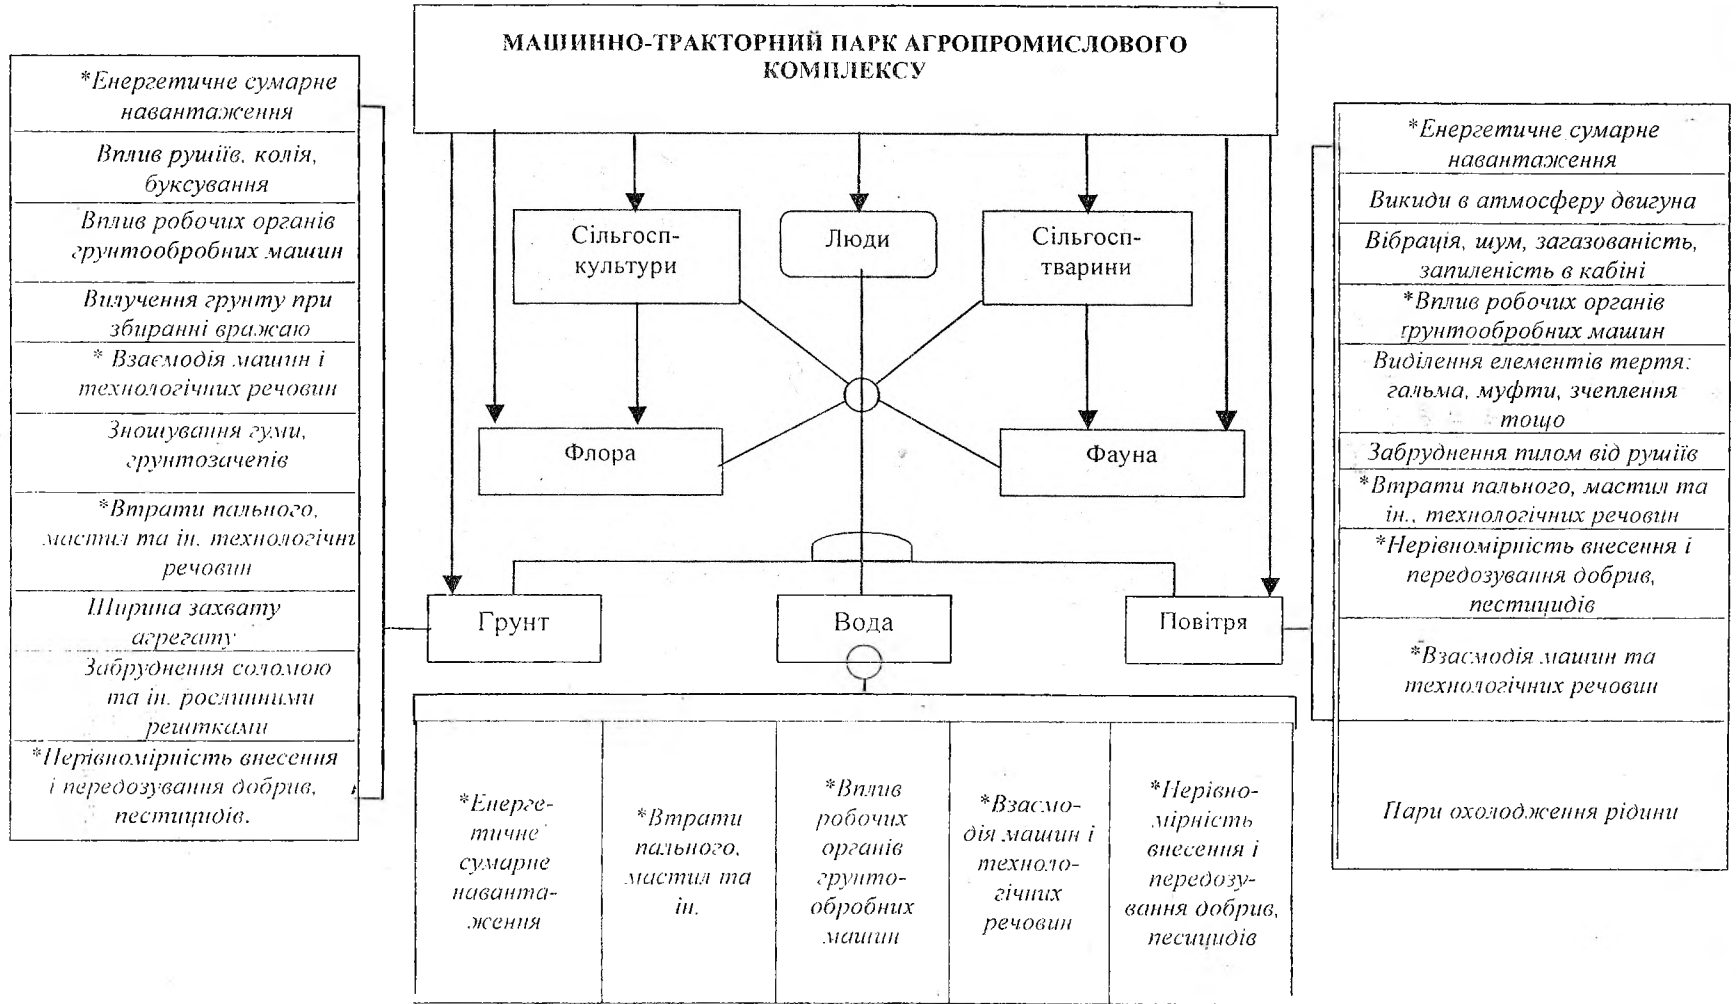 МАШИННО-ТРАКТОРНИЙ ПАРК АГРОПРОМИСЛОВОГО
КОМПЛЕКСУ
*Енергетичне сумарне
навантаження
Вплив рушіїв, колія,
буксування
Вплив робочих органів
грунтообробних машин
Вилучення грунту при
збиранні вражаю
* Взаємодія машин і
технологічних речовин
Зношування гуми,
грунтозачепів
*Втрати пального,
мастил та ін. технологічні
речовин
Ширина захвату
агрегату
Забруднення соломою
та ін. рослинними
рештками
*Нерівномірність внесення
і передозування добрив,
пестицидів.
Сільгосп-
культури
Люди
Сільгосп-
тварини
Флора
Фауна
Грунт
Вода
Повітря
*Енерге-
тичне
сумарне
наванта-
ження
*Втрати
пального,
мастил та
ін.
*Вплив
робочих
органів
грунто-
обробних
машин
*Взаємо-
дія машин і
техноло-
гічних
речовин
*Нерівно-
мірність
внесення і
передозу-
вання добрив,
песицидів
*Енергетичне сумарне
навантаження
Викиди в атмосферу двигуна
Вібрація, шум, загазованість,
запиленість в кабіні
*Вплив робочих органів
грунтообробних машин
Виділення елементів тертя:
гальма, муфти, зчеплення
тощо
Забруднення пилом від рушіїв
*Втрати пального, мастил та
ін., технологічних речовин
*Нерівномірність внесення і
передозування добрив,
пестицидів
*Взаємодія машин та
технологічних речовин
Пари охолодження рідини